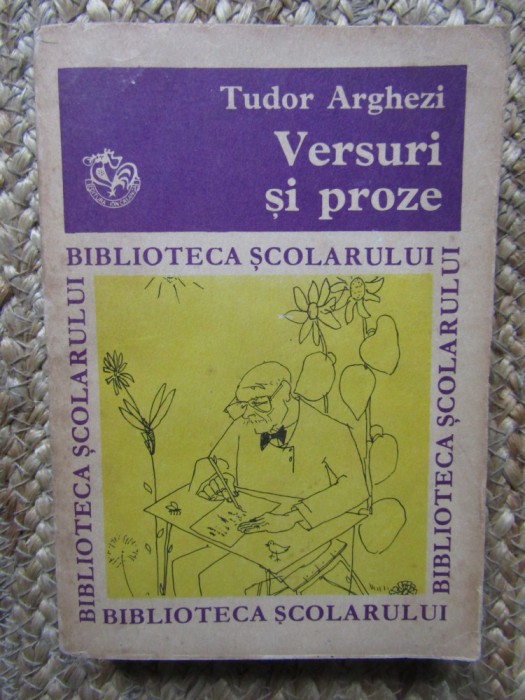 Tudor Arghezi
Versuri
și proze
BIBLIOTECA ȘCOLARULUI
BIBLIOTECA ȘCOLARULUI
BIBLIOTECA ȘCOLARULUI
BIBLIOTECA ȘCOLARULUI